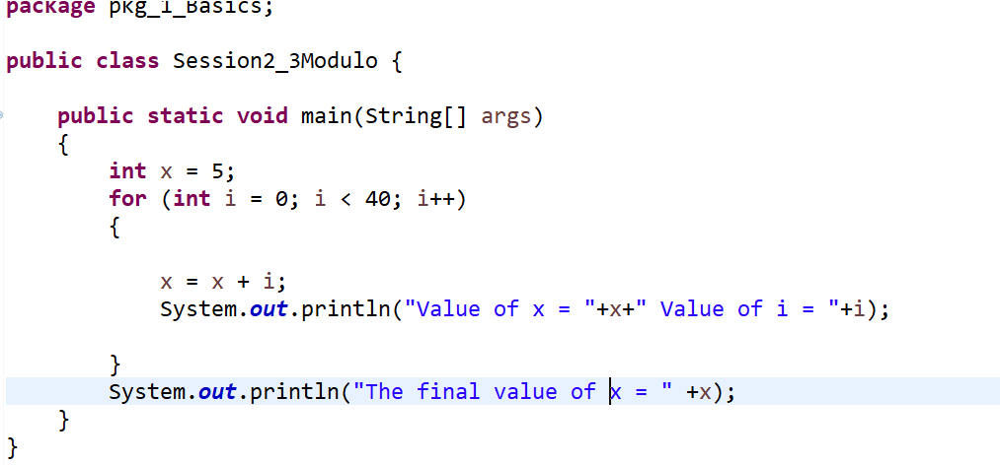 package pkg_1_Basics;
public class Session2_3Modulo {
public static void main(String[] args)
{
int x = 5;
for (int i = 0; i < 40; i++)
{
x = x + i;
System.out.println("Value of x = "+x+" Value of i = "+i);
}
System.out.println("The final value of x = " +x);
}
}